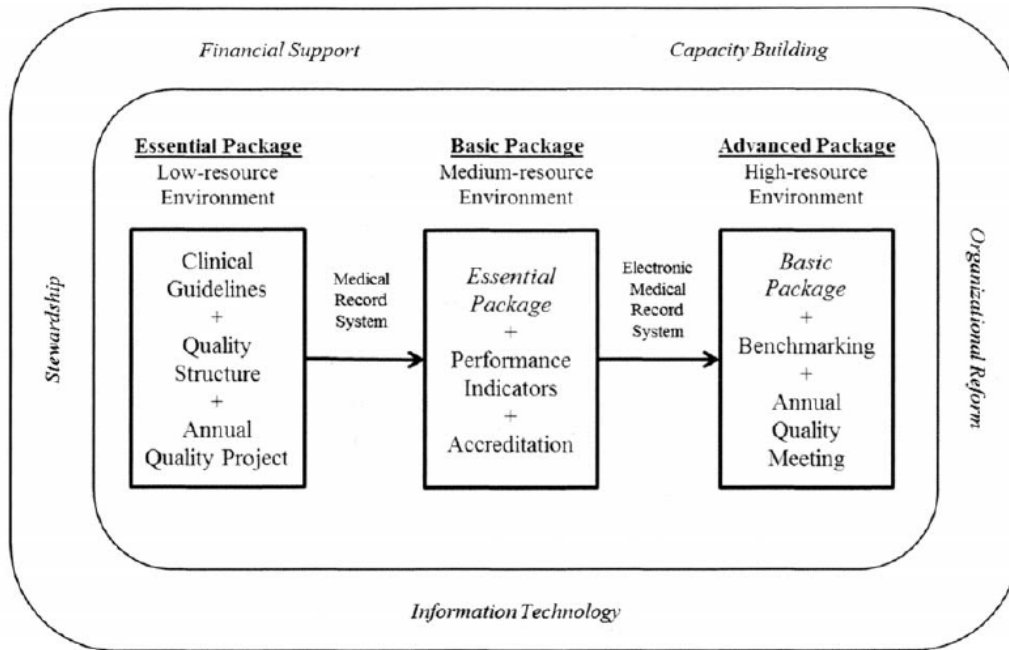 Financial Support
Capacity Building
Stewardship
Essential Package
Low-resource
Environment
Clinical
Guidelines
+
Quality
Structure
+
Annual
Quality Project
Medical
Record
System
Basic Package
Medium-resource
Environment
Essential
Package
+
Performance
Indicators
+
Accreditation
Electronic
Medical
Record
System
Advanced Package
High-resource
Environment
Basic
Package
+
Benchmarking
+
Annual
Quality
Meeting
Organizational Reform
Information Technology